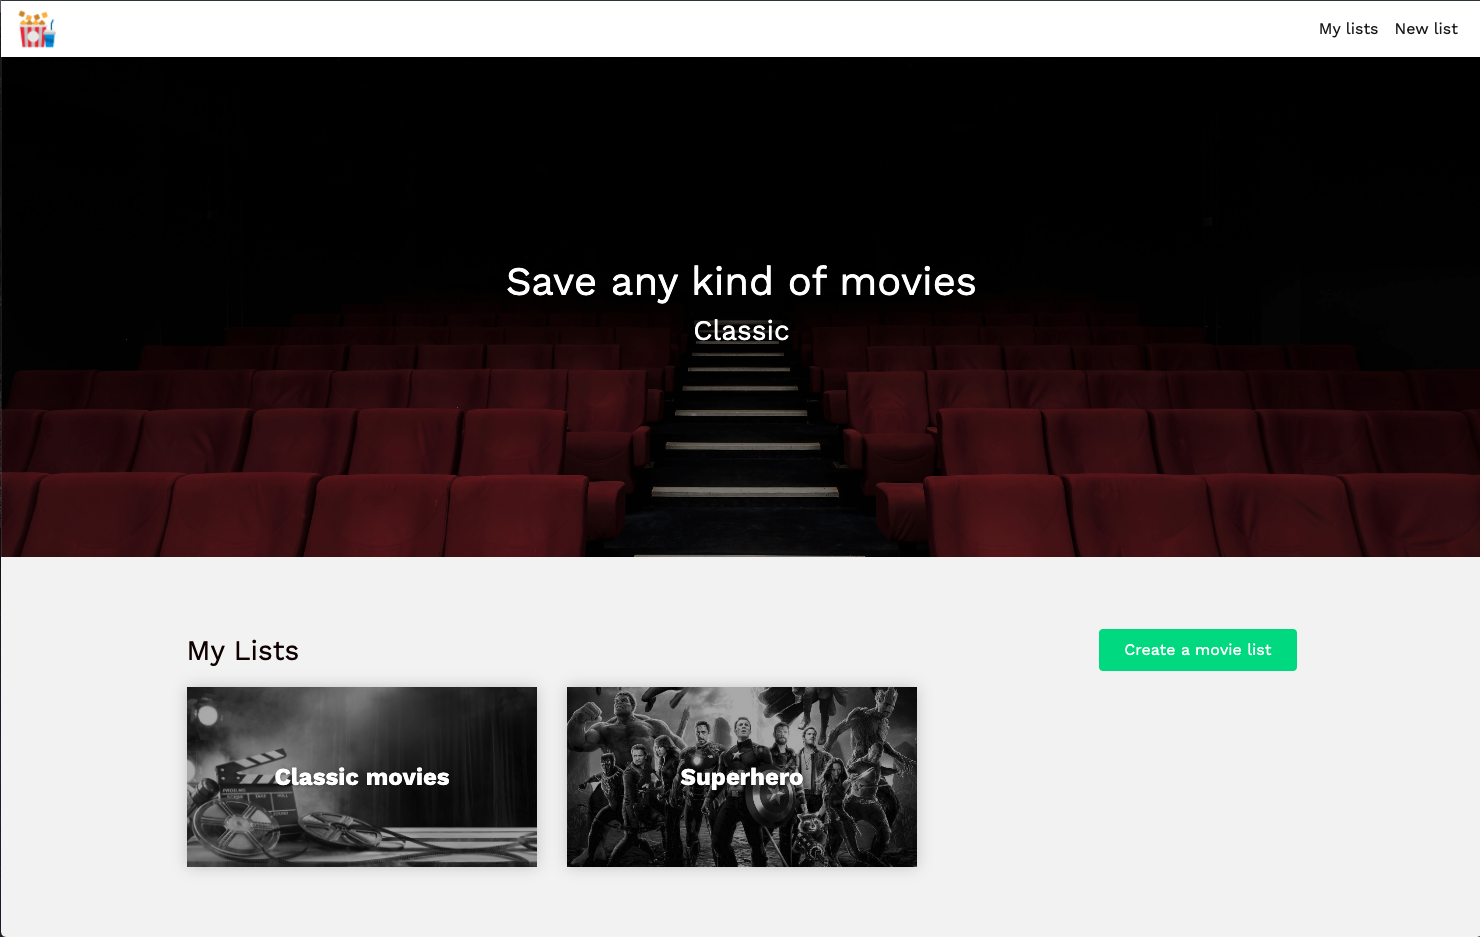 My lists New list
Save any kind of movies
Classic
My Lists
Create a movie list
Classic movies
Superhero